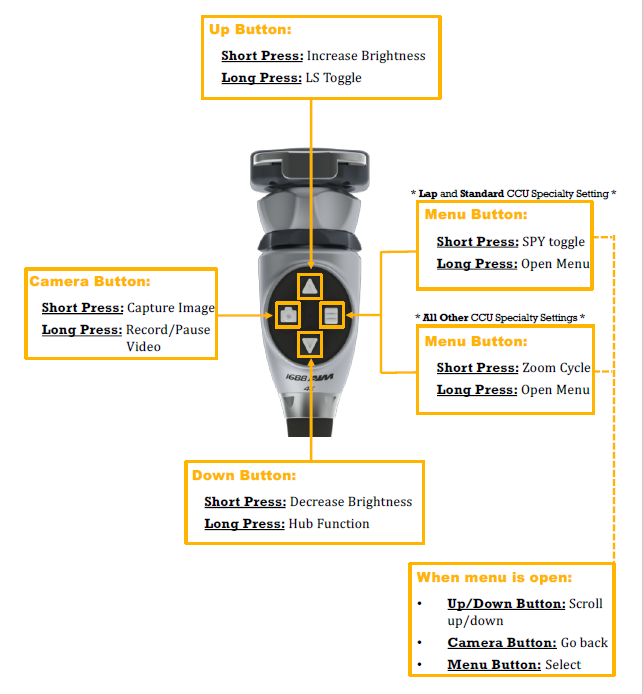 Up Button:
Short Press: Increase Brightness
Long Press: LS Toggle
* Lap and Standard CCU Specialty Setting *
Menu Button:
Short Press: SPY toggle
Long Press: Open Menu
Camera Button:
Short Press: Capture Image
Long Press: Record/Pause
Video
* All Other CCU Specialty Settings *
Menu Button:
Short Press: Zoom Cycle
Long Press: Open Menu
1688 AIM
4K
Down Button:
Short Press: Decrease Brightness
Long Press: Hub Function
When menu is open:
• Up/Down Button: Scroll
up/down
• Camera Button: Go back
• Menu Button: Select